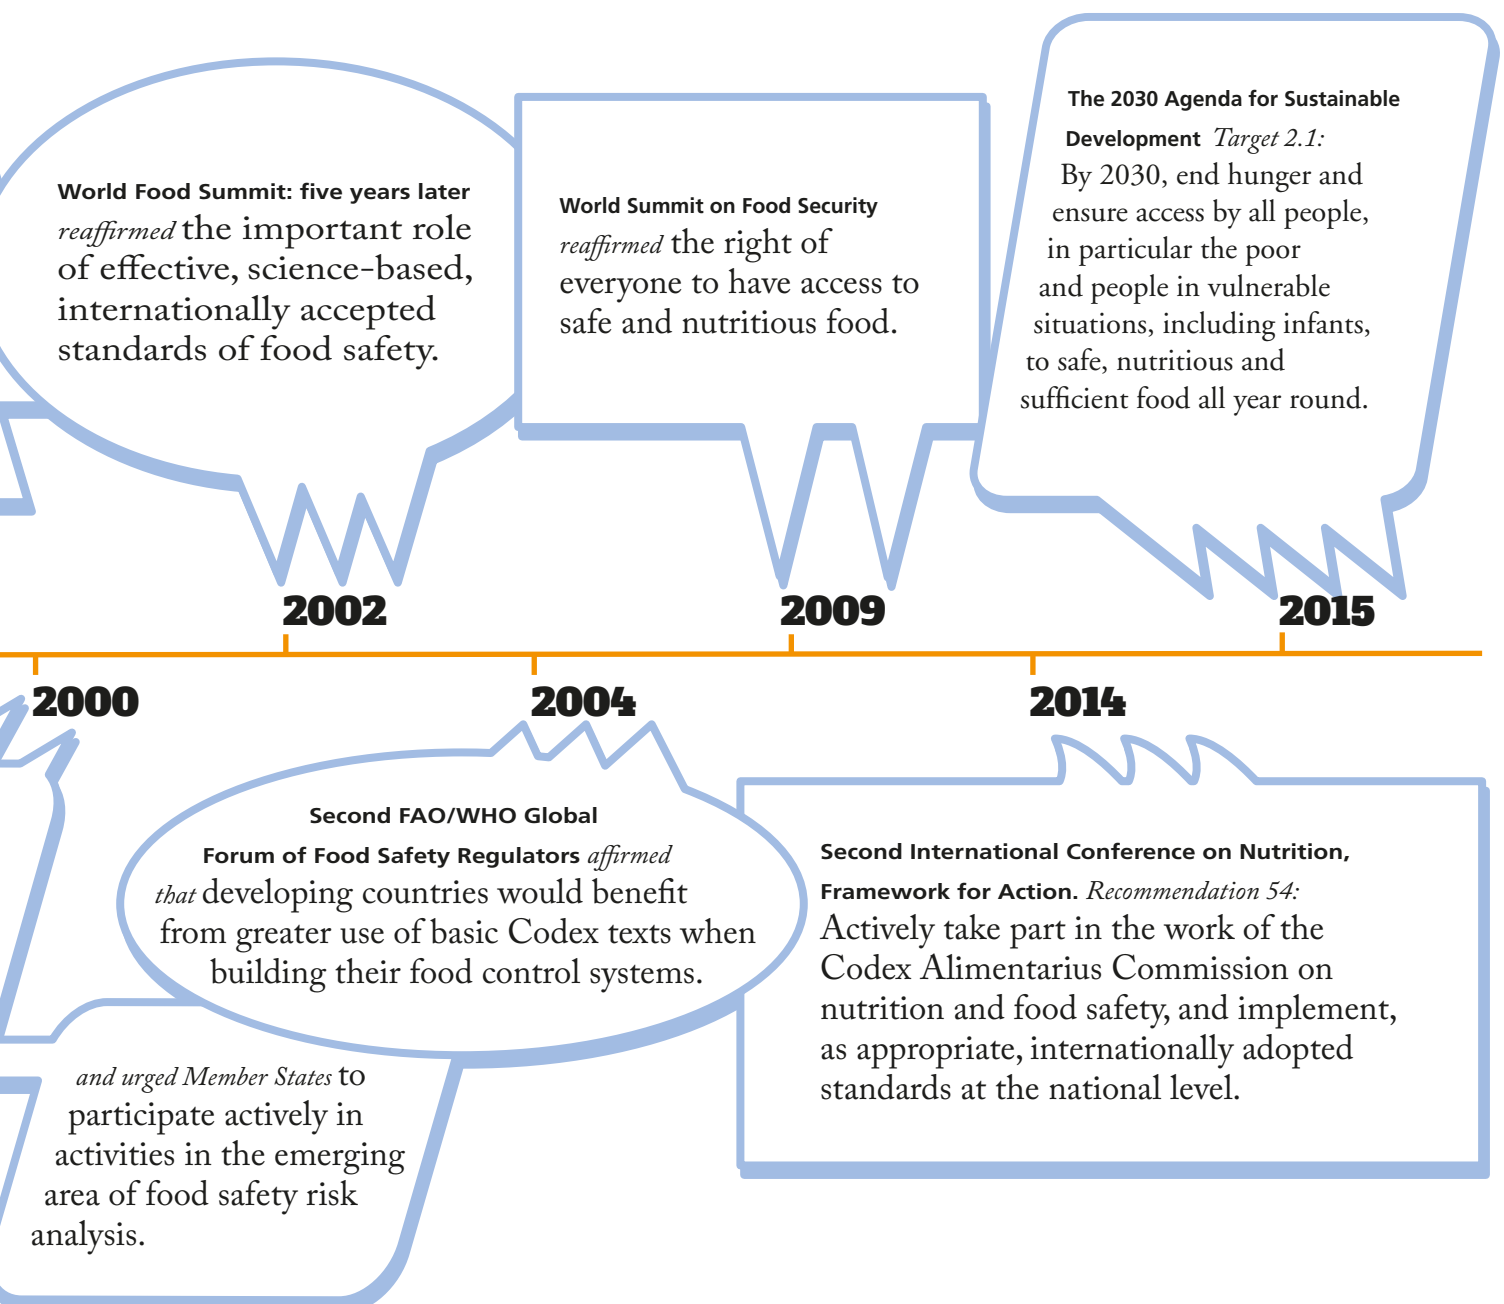 World Food Summit: five years later
reaffirmed the important role
of effective, science-based,
internationally accepted
standards of food safety.
World Summit on Food Security
reaffirmed the right of
everyone to have access to
safe and nutritious food.
The 2030 Agenda for Sustainable
Development Target 2.1:
By 2030, end hunger and
ensure access by all people,
in particular the poor
and people in vulnerable
situations, including infants,
to safe, nutritious and
sufficient food all year round.
2002
2009
2015
2000
2004
2014
Second FAO/WHO Global
Forum of Food Safety Regulators affirmed
that developing countries would benefit
from greater use of basic Codex texts when
building their food control systems.
Second International Conference on Nutrition,
Framework for Action. Recommendation 54:
Actively take part in the work of the
Codex Alimentarius Commission on
nutrition and food safety, and implement,
as appropriate, internationally adopted
standards at the national level.
and urged Member States to
participate actively in
activities in the emerging
area of food safety risk
analysis.